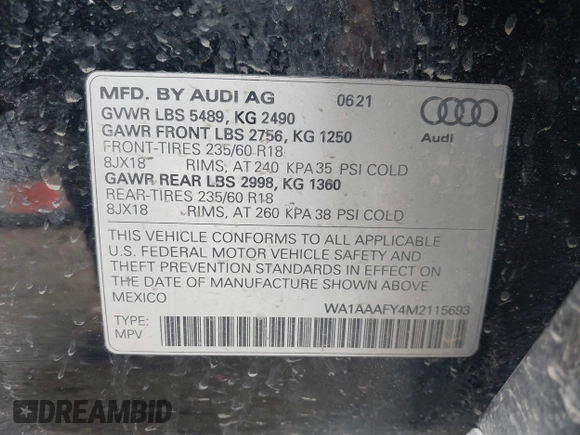 MFD. BY AUDI AG 06 21
GVWR LBS 5489, KG 2490
GAWR FRONT LBS 2756, KG 1250
FRONT-TIRES 235/60 R18
8JX18 RIMS, AT 240 KPA 35 PSI COLD
GAWR REAR LBS 2998, KG 1360
REAR-TIRES 235/60 R18
8JX18 RIMS, AT 260 KPA 38 PSI COLD
Audi
THIS VEHICLE CONFORMS TO ALL APPLICABLE
U.S. FEDERAL MOTOR VEHICLE SAFETY AND
THEFT PREVENTION STANDARDS IN EFFECT ON
THE DATE OF MANUFACTURE SHOWN ABOVE.
MEXICO
WA1AAAFY4M2115693
TYPE:
MPV
DREAMBID